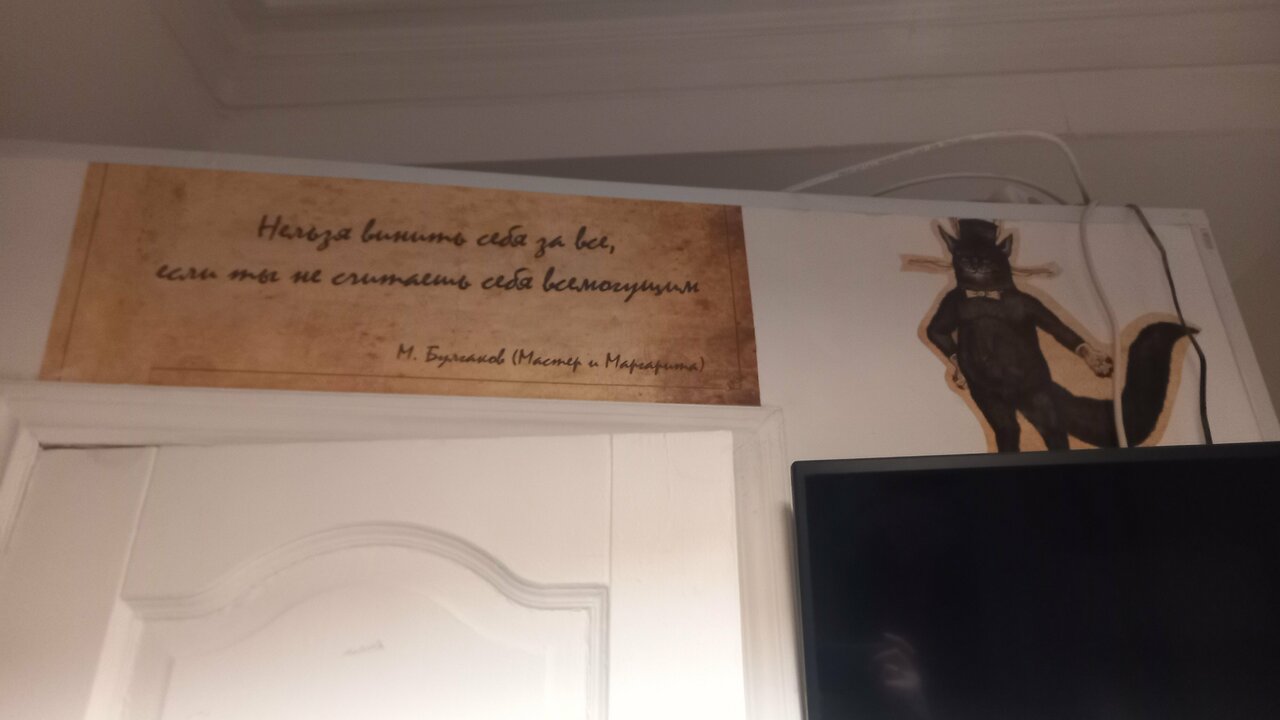 Нельзя винить себя за все,
если ты не считаешь себя всемогущим
М. Булгаков (Мастер и Маргарита)